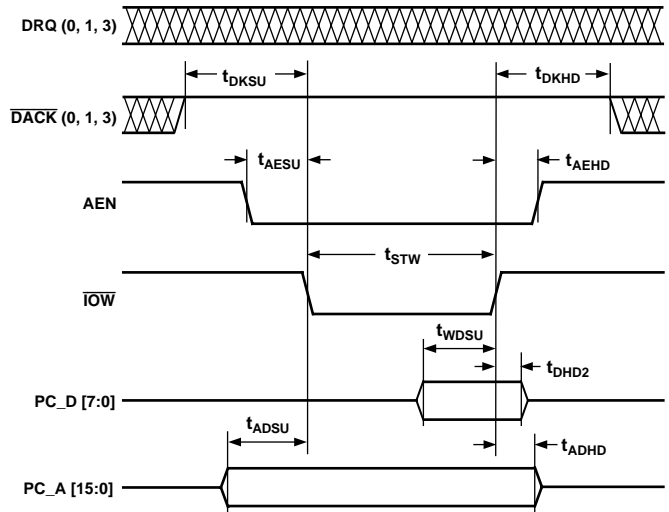 DRQ (0, 1, 3)
tDKSU
tDKHD
DACK (0, 1, 3)
tAESU
tAEHD
AEN
tSTW
IOW
tWDSU
tDHD2
PC_D [7:0]
tADSU
tADHD
PC_A [15:0]